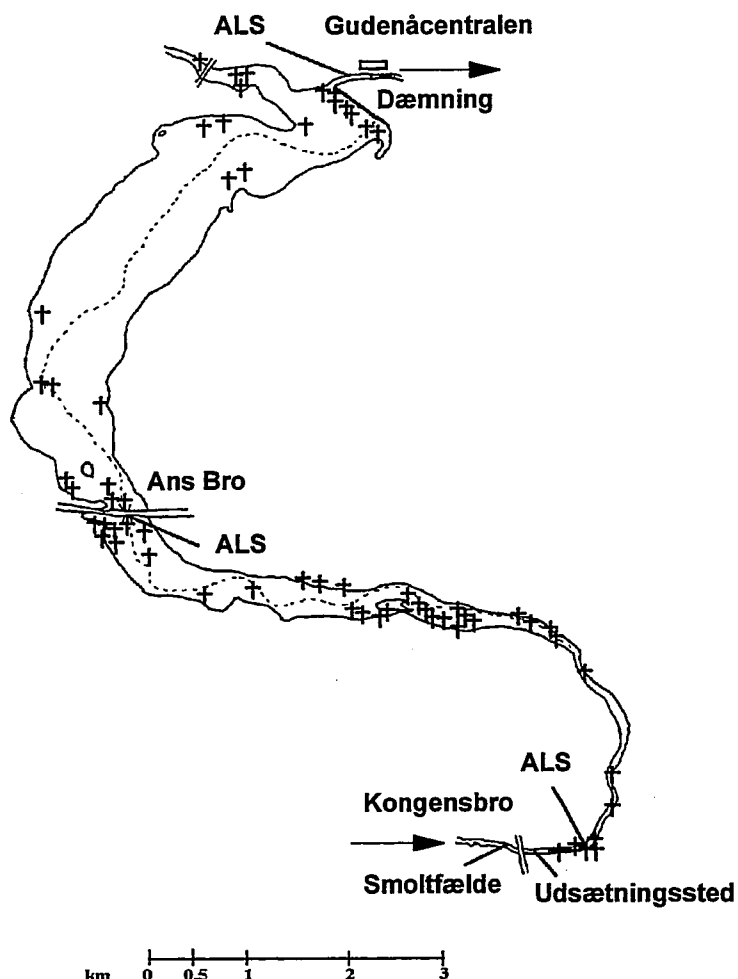 ALS Gudenåcentralen
Dæmning
Ans Bro
ALS
ALS
Kongensbro
Smoltfælde
Udsætningssted
km 0 0.5 1 2 3